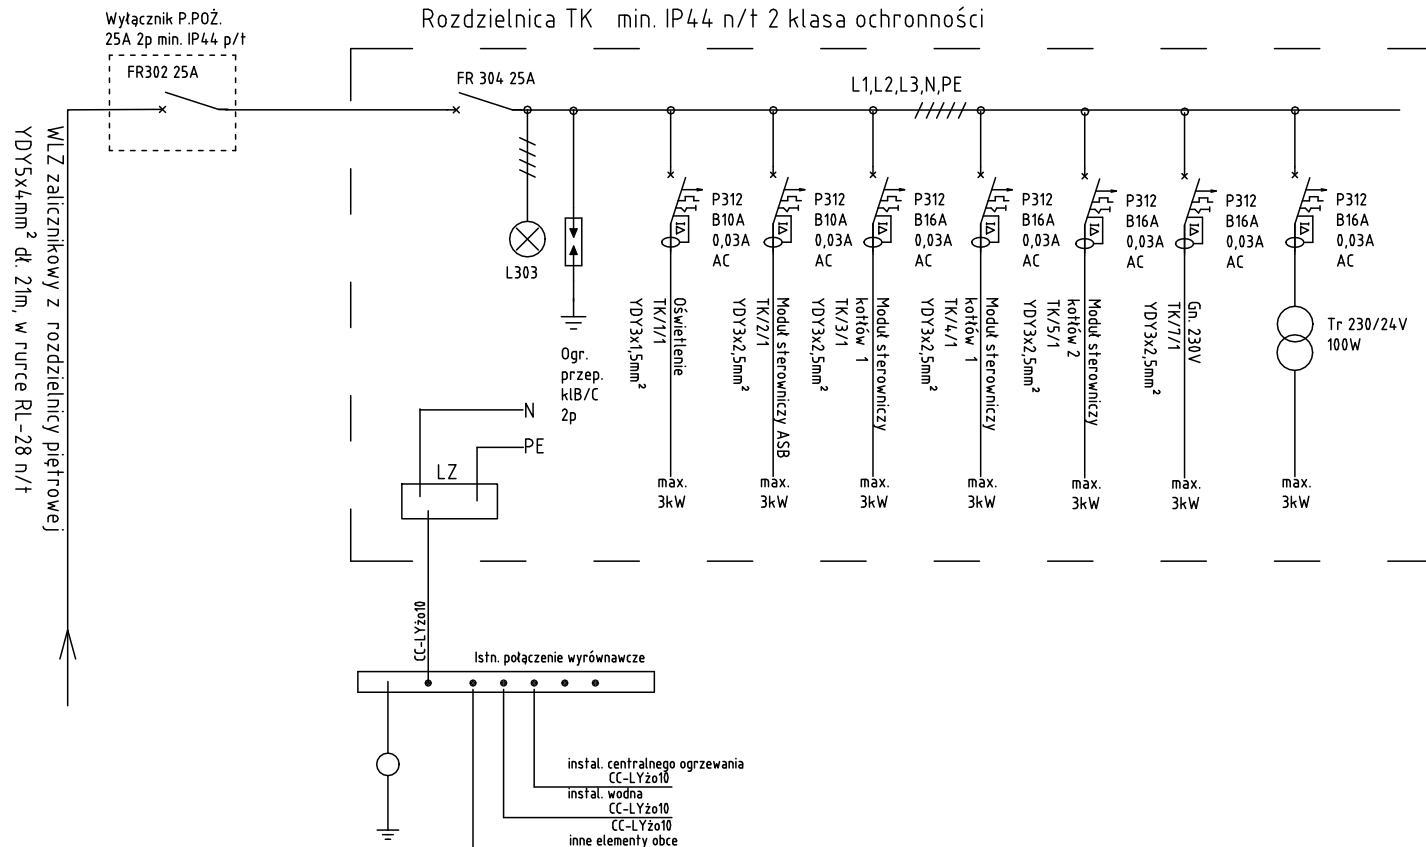 Rozdzielnica TK min. IP44 n/t 2 klasa ochronności
Wyłącznik P.POŻ.
25A 2p min. IP44 p/t
FR302 25A
FR 304 25A
L1,L2,L3,N,PE
WLZ zalicznikowy z rozdzielnicy piętrowej
YDY5x4mm² dł. 21m, w rurce RL-28 n/t
L303
Ogr.
przep.
klB/C
2p
P312
B10A
0,03A
AC
Oświetlenie
TK/1/1
YDY3x1,5mm²
max.
3kW
P312
B10A
0,03A
AC
Moduł sterowniczy ASB
TK/2/1
YDY3x2,5mm²
max.
3kW
P312
B16A
0,03A
AC
Moduł sterowniczy
kotłów 1
TK/3/1
YDY3x2,5mm²
max.
3kW
P312
B16A
0,03A
AC
Moduł sterowniczy
kotłów 1
TK/4/1
YDY3x2,5mm²
max.
3kW
P312
B16A
0,03A
AC
Moduł sterowniczy
kotłów 2
TK/5/1
YDY3x2,5mm²
max.
3kW
P312
B16A
0,03A
AC
Gn. 230V
TK/7/1
YDY3x2,5mm²
max.
3kW
P312
B16A
0,03A
AC
Tr 230/24V
100W
max.
3kW
N
PE
LZ
CC-LYżo10
Istn. połączenie wyrównawcze
instal. centralnego ogrzewania
CC-LYżo10
instal. wodna
CC-LYżo10
CC-LYżo10
inne elementy obce